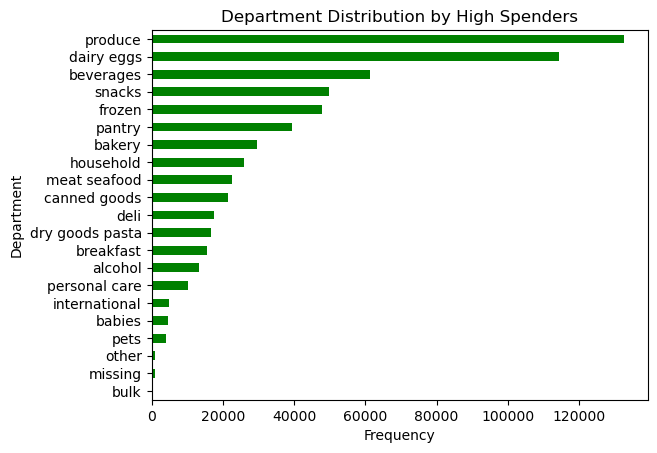 Department Distribution by High Spenders
Department
produce
dairy eggs
beverages
snacks
frozen
pantry
bakery
household
meat seafood
canned goods
deli
dry goods pasta
breakfast
alcohol
personal care
international
babies
pets
other
missing
bulk
0 20000 40000 60000 80000 100000 120000
Frequency